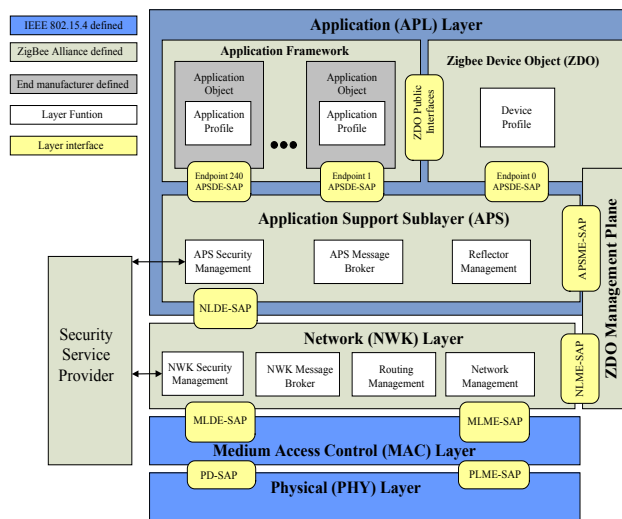 IEEE 802.15.4 defined
ZigBee Alliance defined
End manufacturer defined
Layer Funtion
Layer interface
Application (APL) Layer
Application Framework
Application
Object
Application
Profile
Application
Object
Application
Profile
ZDO Public
Interfaces
Zigbee Device Object (ZDO)
Device
Profile
Endpoint 240
APSDE-SAP
Endpoint 1
APSDE-SAP
Endpoint 0
APSDE-SAP
Application Support Sublayer (APS)
APS Security
Management
APS Message
Broker
Reflector
Management
APSME-SAP
ZDO Management Plane
NLDE-SAP
Security
Service
Provider
Network (NWK) Layer
NWK Security
Management
NWK Message
Broker
Routing
Management
Network
Management
NLME-SAP
MLDE-SAP
MLME-SAP
Medium Access Control (MAC) Layer
PD-SAP
PLME-SAP
Physical (PHY) Layer